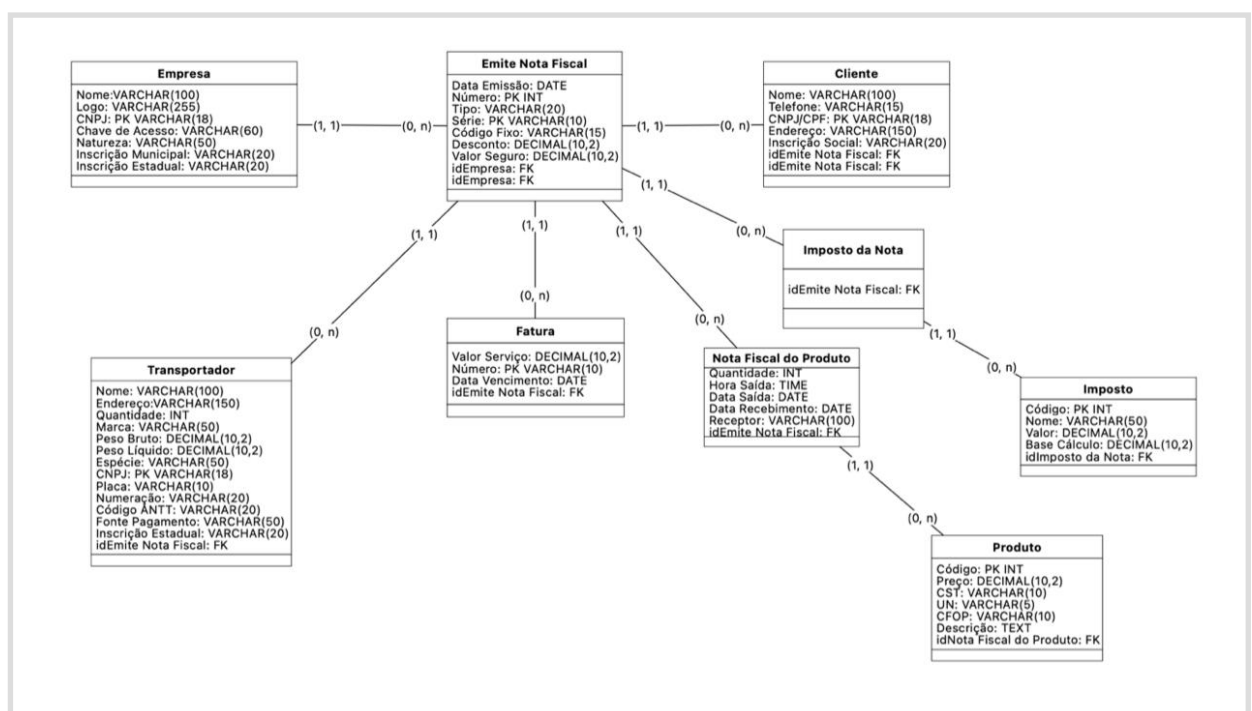 Empresa
Nome:VARCHAR(100)
Logo: VARCHAR(255)
CNPJ: PK VARCHAR(18)
Chave de Acesso: VARCHAR(60)
Natureza: VARCHAR(50)
Inscrição Municipal: VARCHAR(20)
Inscrição Estadual: VARCHAR(20)
(1, 1)
(0, n)
Emite Nota Fiscal
Data Emissão: DATE
Número: PK INT
Tipo: VARCHAR(20)
Série: PK VARCHAR(10)
Código Fixo: VARCHAR(15)
Desconto: DECIMAL(10,2)
Valor Seguro: DECIMAL(10,2)
idEmpresa: FK
idEmpresa: FK
(1, 1)
(0, n)
Cliente
Nome: VARCHAR(100)
Telefone: VARCHAR(15)
CNPJ/CPF: PK VARCHAR(18)
Endereço: VARCHAR(150)
Inscrição Social: VARCHAR(20)
idEmite Nota Fiscal: FK
idEmite Nota Fiscal: FK
(1, 1)
(0, n)
(1, 1)
(0, n)
(1, 1)
(0, n)
(1, 1)
(0, n)
Imposto da Nota
idEmite Nota Fiscal: FK
(1, 1)
(0, n)
Transportador
Nome: VARCHAR(100)
Endereço:VARCHAR(150)
Quantidade: INT
Marca: VARCHAR(50)
Peso Bruto: DECIMAL(10,2)
Peso Líquido: DECIMAL(10,2)
Espécie: VARCHAR(50)
CNPJ: PK VARCHAR(18)
Placa: VARCHAR(10)
Numeração: VARCHAR(20)
Código ANTT: VARCHAR(20)
Fonte Pagamento: VARCHAR(50)
Inscrição Estadual: VARCHAR(20)
idEmite Nota Fiscal: FK
Fatura
Valor Serviço: DECIMAL(10,2)
Número: PK VARCHAR(10)
Data Vencimento: DATE
idEmite Nota Fiscal: FK
Nota Fiscal do Produto
Quantidade: INT
Hora Saída: TIME
Data Saída: DATE
Data Recebimento: DATE
Receptor: VARCHAR(100)
idEmite Nota Fiscal: FK
(1, 1)
(0, n)
Imposto
Código: PK INT
Nome: VARCHAR(50)
Valor: DECIMAL(10,2)
Base Cálculo: DECIMAL(10,2)
idImposto da Nota: FK
Produto
Código: PK INT
Preço: DECIMAL(10,2)
CST: VARCHAR(10)
UN: VARCHAR(5)
CFOP: VARCHAR(10)
Descrição: TEXT
idNota Fiscal do Produto: FK